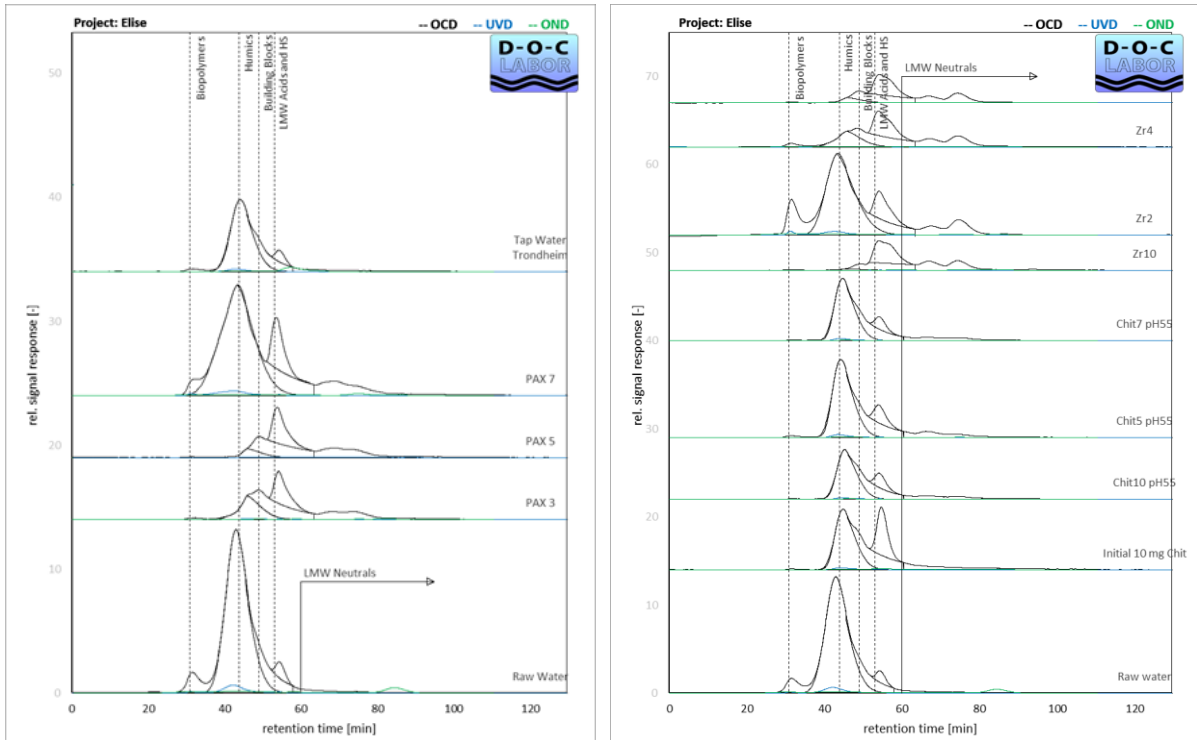 Project: Elise
-- OCD -- UVD -- OND
D-O-C
LABOR
Biopolymers
Humics
Building Blocks
LMW Acids and HS
50
40
30
20
10
0
rel. signal response [-]
Tap Water
Trondheim
PAX 7
PAX 5
PAX 3
LMW Neutrals
Raw Water
0 20 40 60 80 100 120
retention time [min]
Project: Elise
-- OCD -- UVD -- OND
D-O-C
LABOR
Biopolymers
Humics
Building Blocks
LMW Acids and HS
LMW Neutrals
70
60
50
40
30
20
10
0
rel. signal response [-]
Zr4
Zr2
Zr10
Chit7 pH55
Chit5 pH55
Chit10 pH55
Initial 10 mg Chit
Raw water
0 20 40 60 80 100 120
retention time [min]